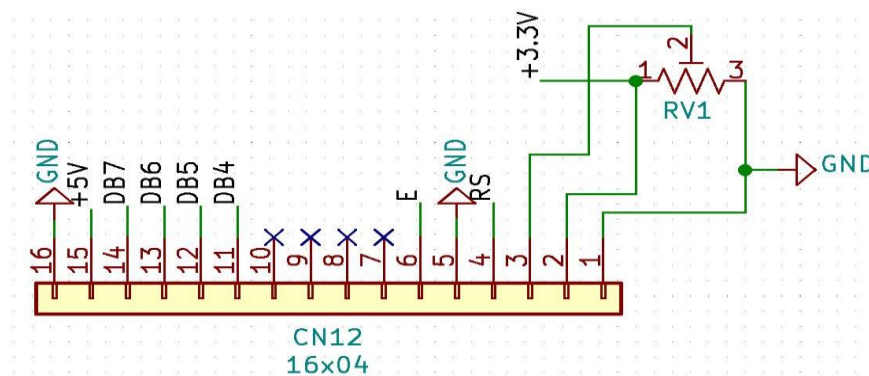 +3.3V
2
1
3
RV1
GND
GND
+5V
DB7
DB6
DB5
DB4
E
GND
RS
16
15
14
13
12
11
10
9
8
7
6
5
4
3
2
1
CN12
16x04